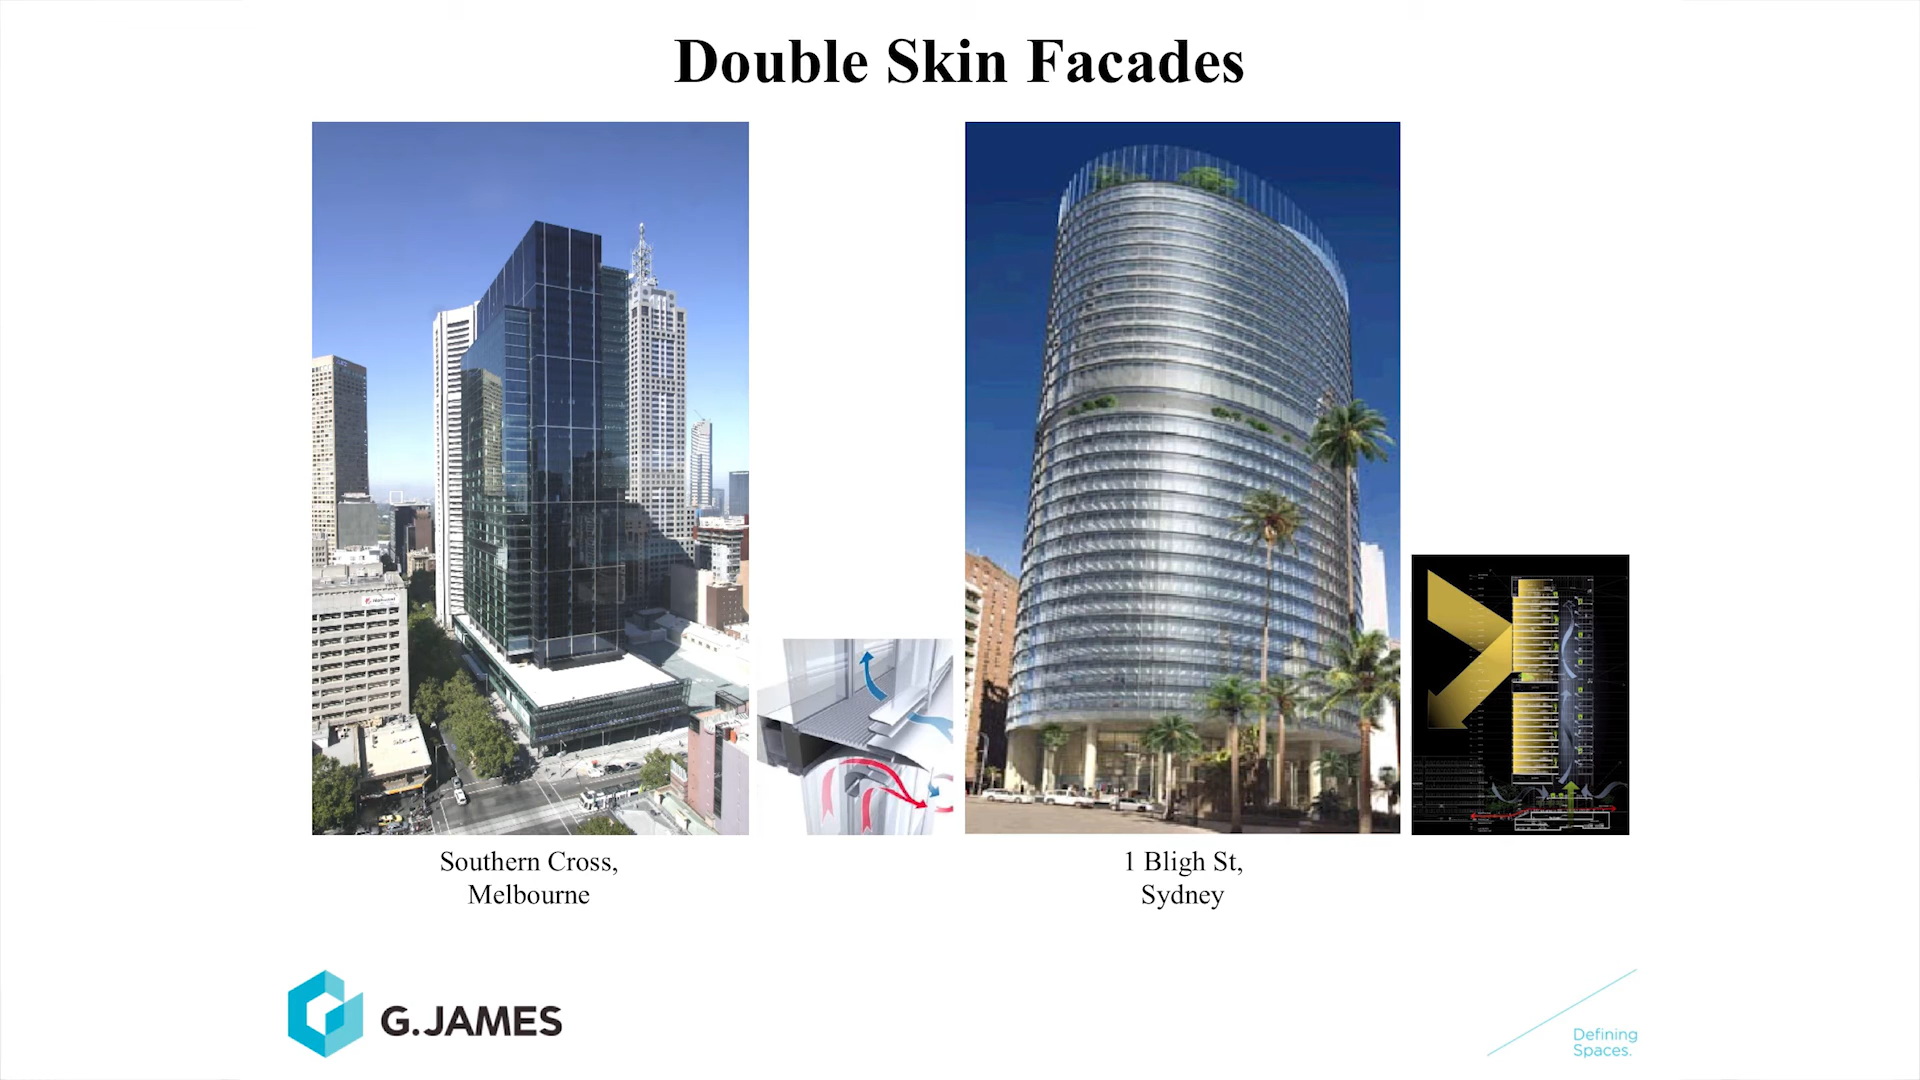 Double Skin Facades
Southern Cross,
Melbourne
1 Bligh St,
Sydney
G.JAMES
Defining
Spaces.